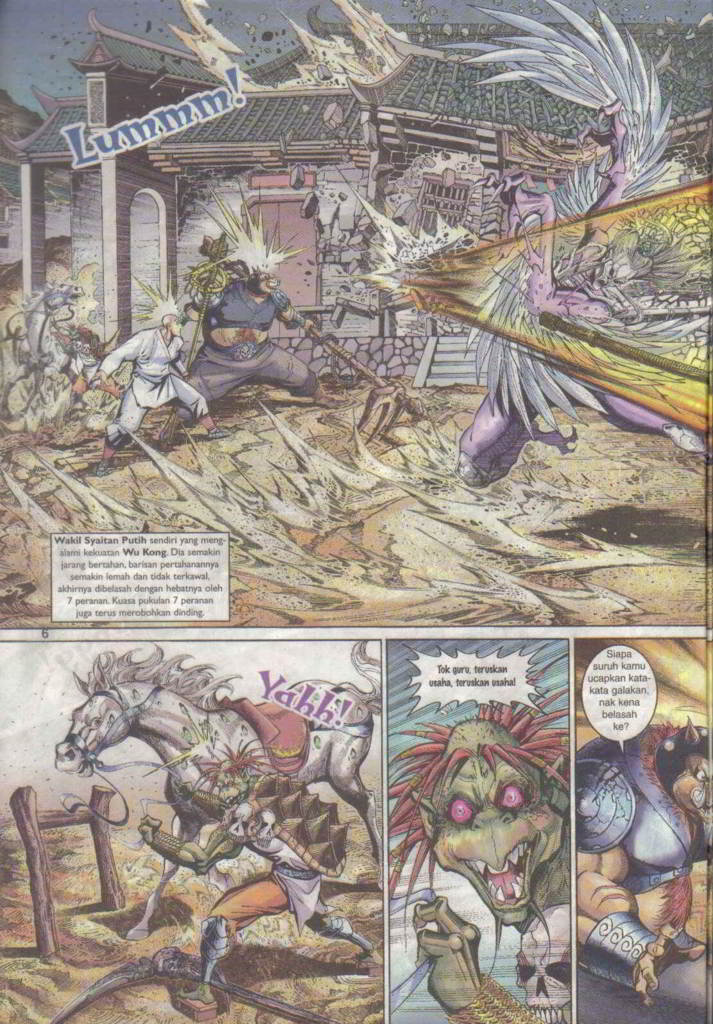 Lummm!
Wakil Syaitan Putih sendiri yang meng-
alami kekuatan Wu Kong. Dia semakin
jarang bertahan, barisan pertahanannya
semakin lemah dan tidak terkawal,
akhirnya dibelasah dengan hebatnya oleh
7 peranan. Kuasa pukulan 7 peranan
juga terus merobohkan dinding.
6
Yahh!
Tok guru, teruskan
usaha, teruskan usaha!
Siapa
suruh kamu
ucapkan kata-
kata galakan,
nak kena
belasah
ke?